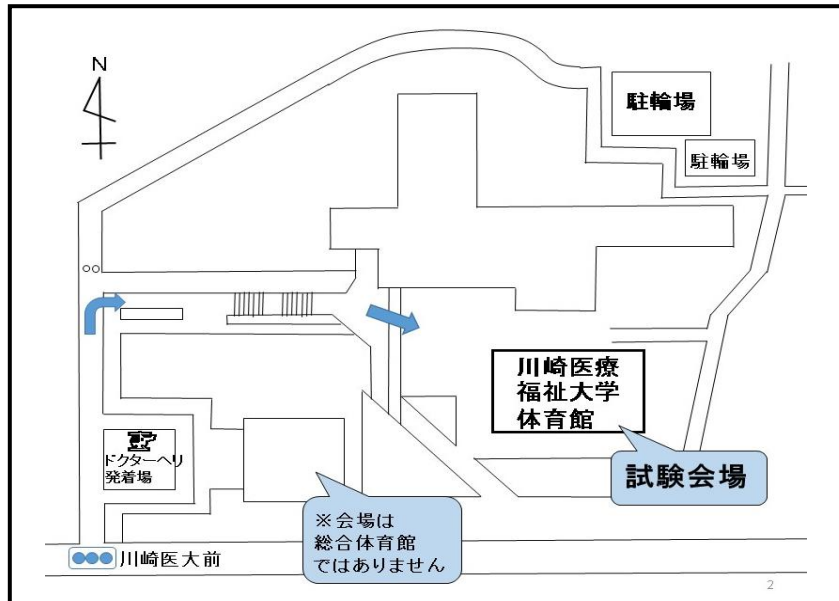 N
駐輪場
駐輪場
川崎医療
福祉大学
体育館
試験会場
ドクターヘリ
発着場
※会場は
総合体育館
ではありません
川崎医大前
2